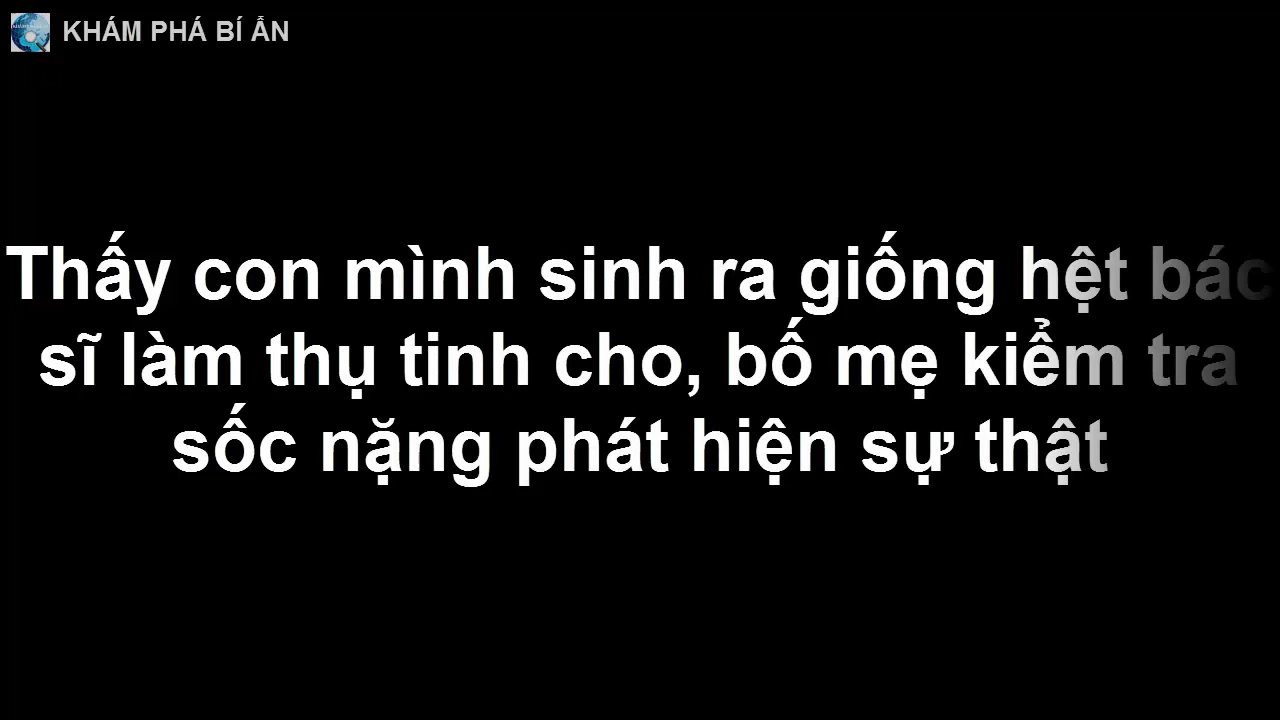 KHÁM PHÁ BÍ ẨN
Thấy con mình sinh ra giống hệt bác
sĩ làm thụ tinh cho, bố mẹ kiểm tra
sốc nặng phát hiện sự thật